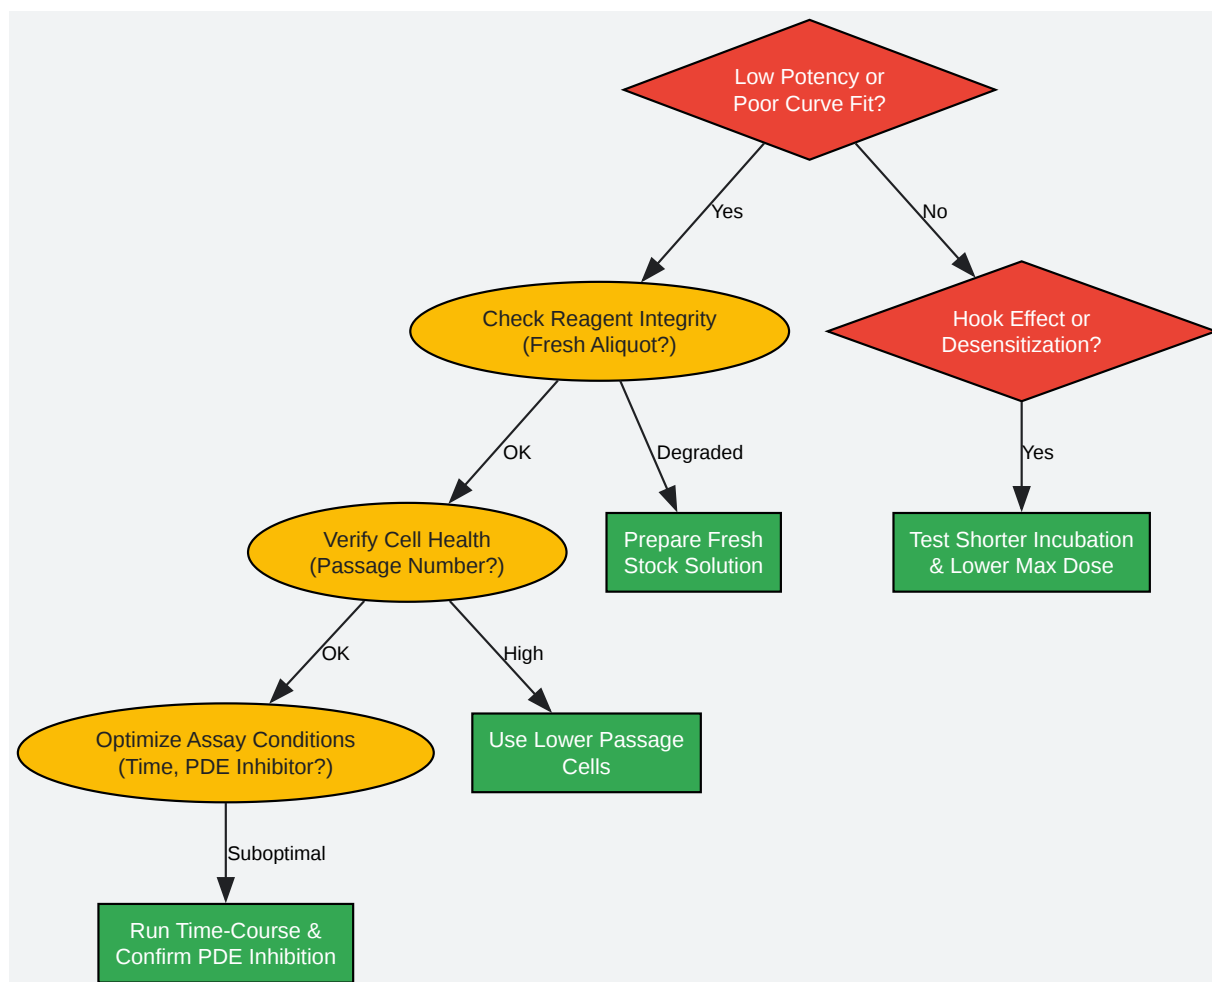 Low Potency or
Poor Curve Fit?
Yes
No
Check Reagent Integrity
(Fresh Aliquot?)
Hook Effect or
Desensitization?
OK
Degraded
Yes
Verify Cell Health
(Passage Number?)
Prepare Fresh
Stock Solution
Test Shorter Incubation
& Lower Max Dose
OK
High
Optimize Assay Conditions
(Time, PDE Inhibitor?)
Use Lower Passage
Cells
Suboptimal
Run Time-Course &
Confirm PDE Inhibition